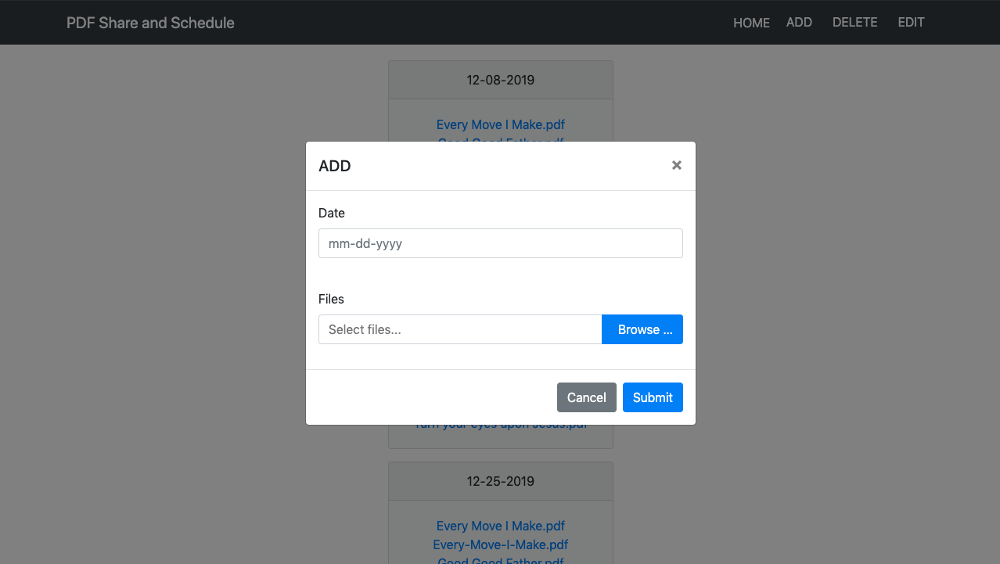 PDF Share and Schedule HOME ADD DELETE EDIT
12-08-2019
Every Move I Make.pdf
Good Good Father.pdf
ADD ×
Date
mm-dd-yyyy
Files
Select files... Browse ...
Cancel Submit
Turn your eyes upon Jesus.pdf
12-25-2019
Every Move I Make.pdf
Every-Move-I-Make.pdf
Good Good Father.pdf